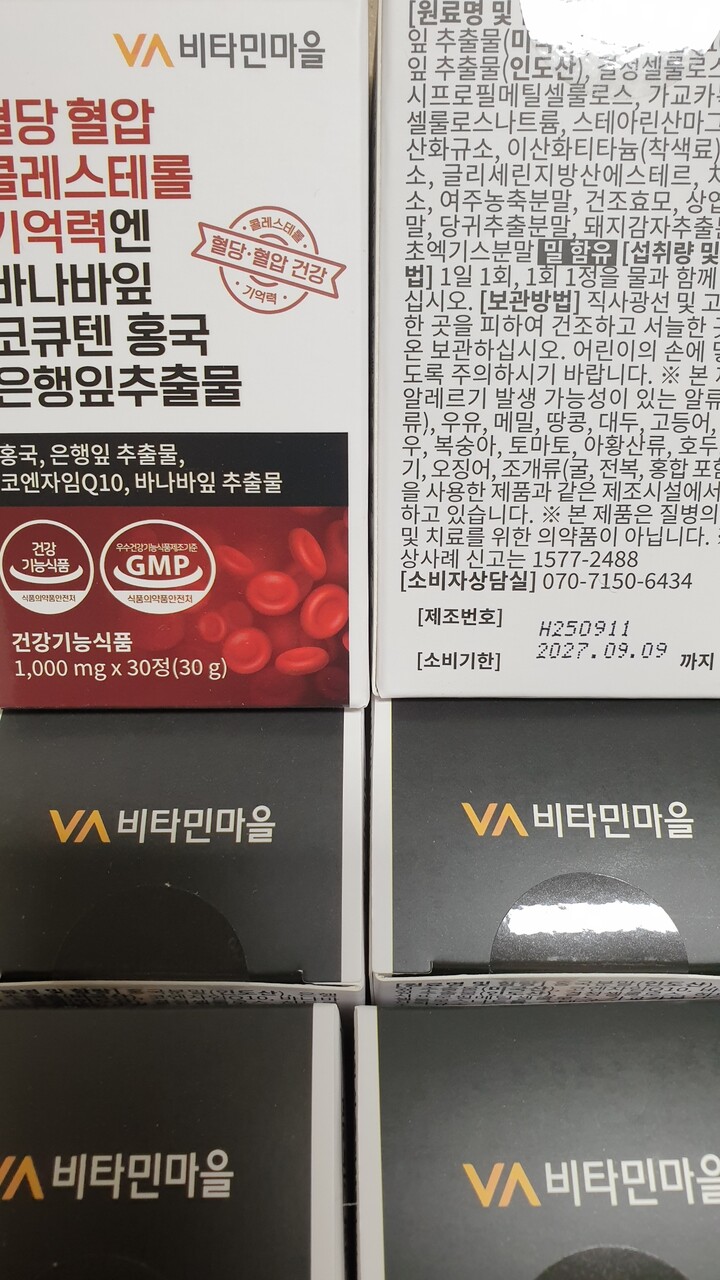 VA 비타민마을
혈당 혈압
콜레스테롤
기억력엔
바나바잎
코큐텐 홍국
은행잎추출물
콜레스테롤
혈당·혈압 건강
기억력
홍국, 은행잎 추출물,
코엔자임Q10, 바나바잎 추출물
건강
기능식품
식품의약품안전처
우수건강기능식품제조기준
GMP
식품의약품안전처
건강기능식품
1,000 mg x 30정(30 g)
[원료명 및
잎 추출물(미
잎 추출물(인도산), 결정셀룰로스
시프로필메틸셀룰로스, 가교카
셀룰로스나트륨, 스테아린산마그
산화규소, 이산화티타늄(착색료)
소, 글리세린지방산에스테르,
소, 여주농축분말, 건조효모, 상엽
말, 당귀추출분말, 돼지감자추출
초엑기스분말 밀 함유 [섭취량 및
법] 1일 1회, 1회 1정을 물과 함께
십시오. [보관방법] 직사광선 및 고
한 곳을 피하여 건조하고 서늘한 곳
온 보관하십시오. 어린이의 손에
도록 주의하시기 바랍니다. ※ 본
알레르기 발생 가능성이 있는 알류
류), 우유, 메밀, 땅콩, 대두, 고등어,
우, 복숭아, 토마토, 아황산류, 호두
기, 오징어, 조개류(굴, 전복, 홍합 포함
을 사용한 제품과 같은 제조시설에서
하고 있습니다. ※ 본 제품은 질병의
및 치료를 위한 의약품이 아닙니다.
상사례 신고는 1577-2488
[소비자상담실] 070-7150-6434
[제조번호] H250911
[소비기한] 2027.09.09 까지
VA 비타민마을
VA 비타민마을
VA 비타민마을
VA 비타민마을